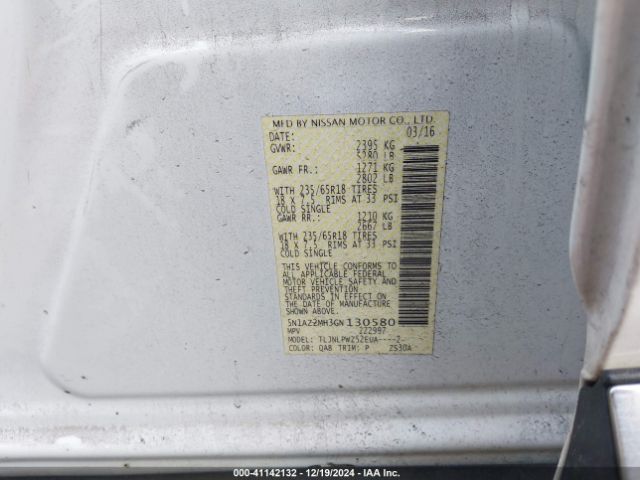 MFD BY NISSAN MOTOR CO., LTD.
DATE: 03/16
GVWR: 2395 KG
5280 LB
GAWR FR.: 1271 KG
2802 LB
WITH 235/65R18 TIRES
18 X 7.5 RIMS AT 33 PSI
COLD SINGLE
GAWR RR.: 1210 KG
2667 LB
WITH 235/65R18 TIRES
18 X 7.5 RIMS AT 33 PSI
COLD SINGLE
THIS VEHICLE CONFORMS TO
ALL APPLICABLE FEDERAL
MOTOR VEHICLE SAFETY AND
THEFT PREVENTION
STANDARDS IN EFFECT ON THE
DATE OF MANUFACTURE
SHOWN ABOVE.
5N1AZ2MH3GN130580
MPV 222997
MODEL: TLJNLPWZ52EUA----2--
COLOR: QAB TRIM: P ZS30A
000-41142132 - 12/19/2024 - IAA Inc.